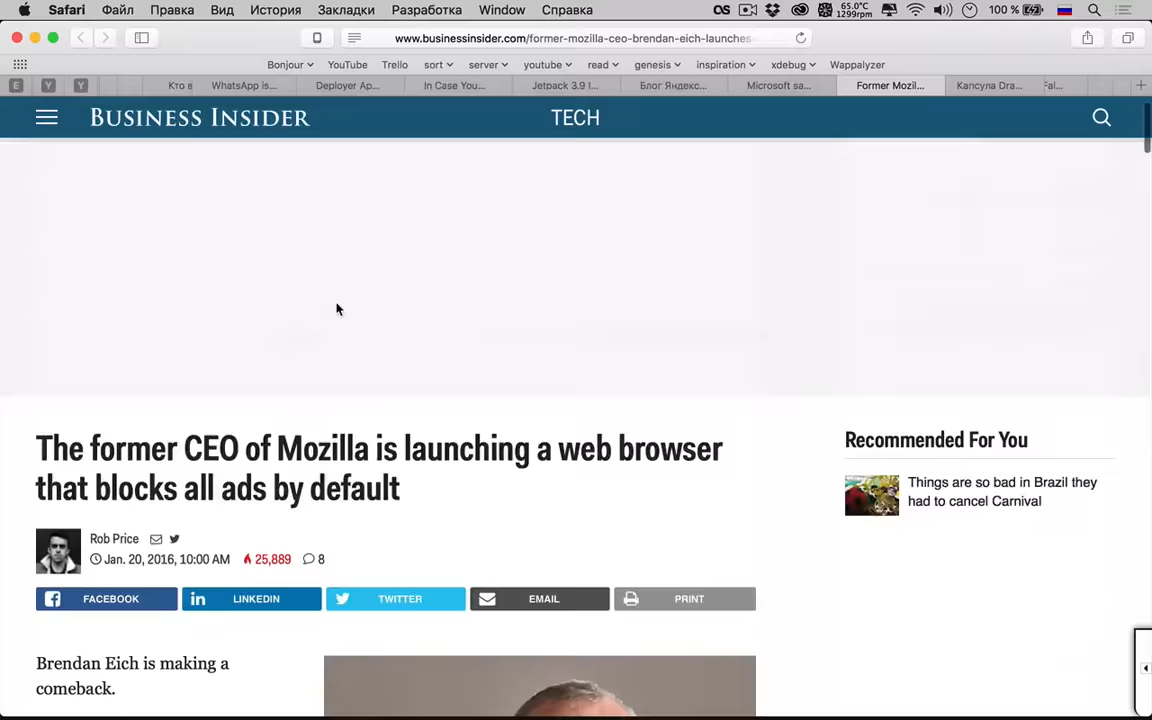 Safari Файл Правка Вид История Закладки Разработка Window Справка 65.0°C 1299rpm 100 %
www.businessinsider.com/former-mozilla-ceo-brendan-eich-launches-
Bonjour YouTube Trello sort server youtube read genesis inspiration xdebug Wappalyzer
E Y Y Кто в WhatsApp is... Deployer Ap... In Case You... Jetpack 3.9 I... Блог Яндекс... Microsoft sa... Former Mozil... Капсула Dra... Fal...
BUSINESS INSIDER TECH
The former CEO of Mozilla is launching a web browser
that blocks all ads by default
Recommended For You
Things are so bad in Brazil they
had to cancel Carnival
Rob Price
Jan. 20, 2016, 10:00 AM 25,889 8
FACEBOOK LINKEDIN TWITTER EMAIL PRINT
Brendan Eich is making a
comeback.